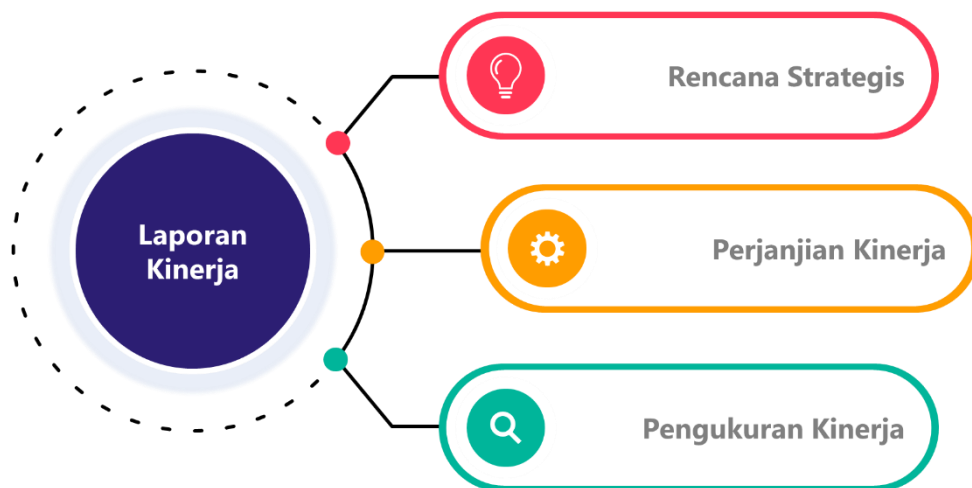 Laporan
Kinerja
Rencana Strategis
Perjanjian Kinerja
Pengukuran Kinerja